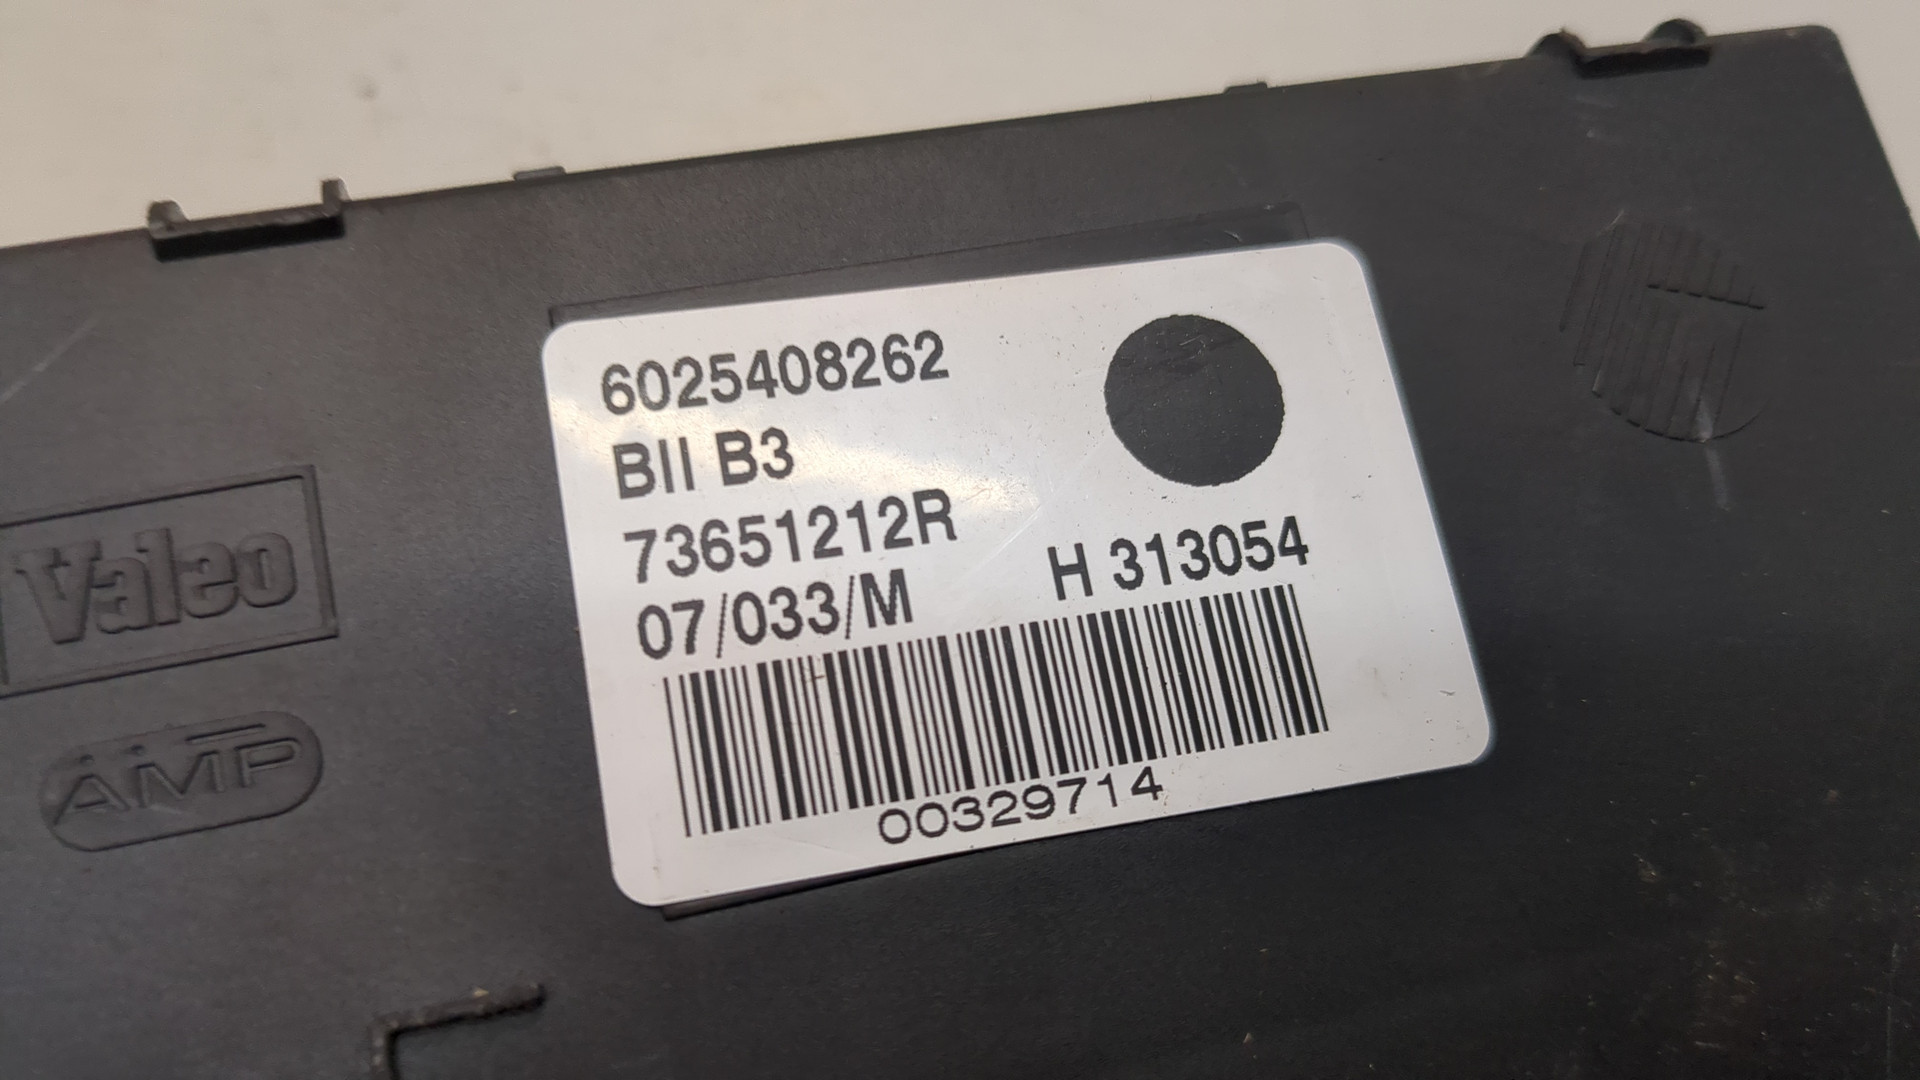 6025408262
BII B3
73651212R
07/033/M H 313054
00329714
Valeo
AMP